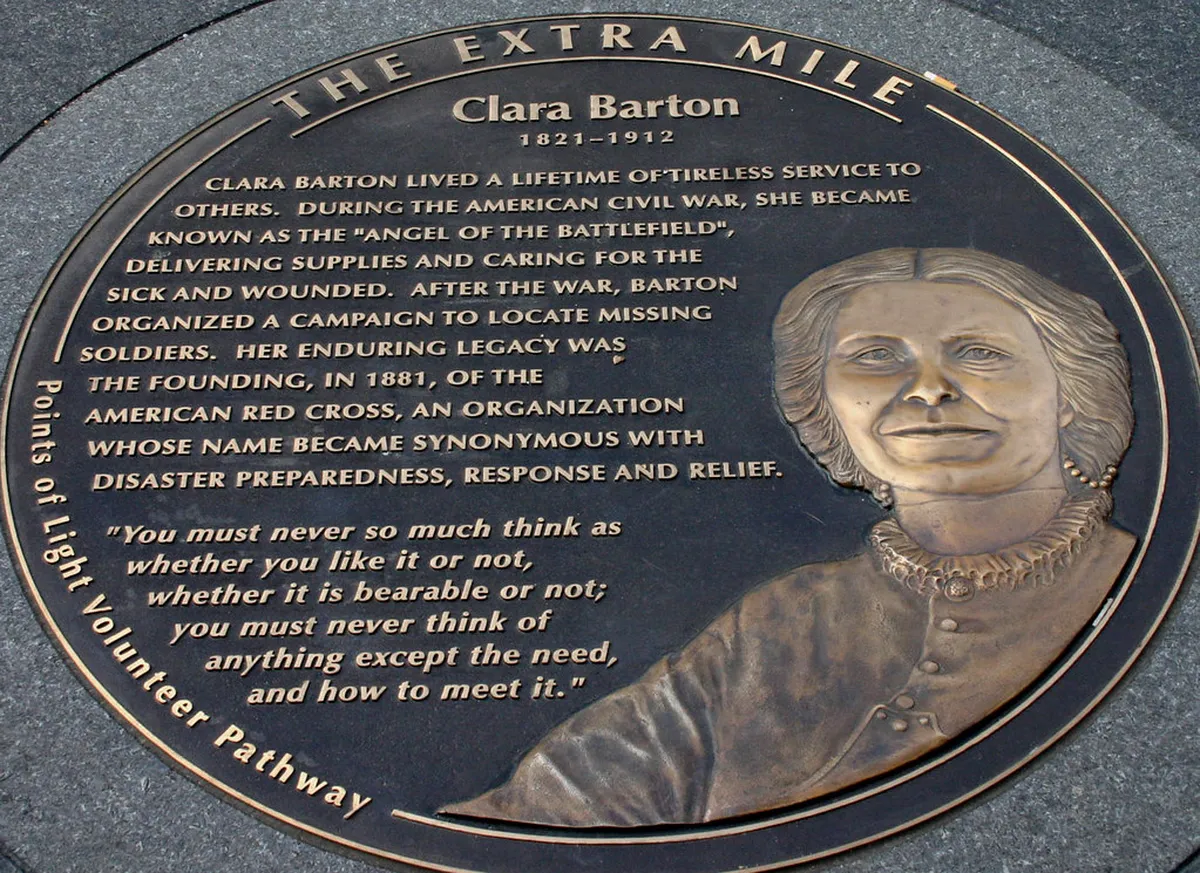 THE EXTRA MILE
Clara Barton
1821–1912
CLARA BARTON LIVED A LIFETIME OF TIRELESS SERVICE TO
OTHERS. DURING THE AMERICAN CIVIL WAR, SHE BECAME
KNOWN AS THE "ANGEL OF THE BATTLEFIELD",
DELIVERING SUPPLIES AND CARING FOR THE
SICK AND WOUNDED. AFTER THE WAR, BARTON
ORGANIZED A CAMPAIGN TO LOCATE MISSING
SOLDIERS. HER ENDURING LEGACY WAS
THE FOUNDING, IN 1881, OF THE
AMERICAN RED CROSS, AN ORGANIZATION
WHOSE NAME BECAME SYNONYMOUS WITH
DISASTER PREPAREDNESS, RESPONSE AND RELIEF.
"You must never so much think as
whether you like it or not,
whether it is bearable or not;
you must never think of
anything except the need,
and how to meet it."
Points of Light Volunteer Pathway